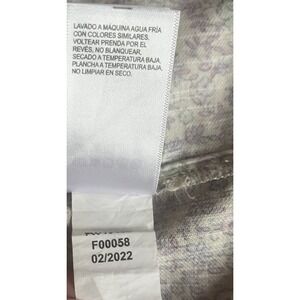 LAVADO A MÁQUINA AGUA FRÍA
CON COLORES SIMILARES.
VOLTEAR PRENDA POR EL
REVÉS, NO BLANQUEAR,
SECADO A TEMPERATURA BAJA.
PLANCHA A TEMPERATURA BAJA.
NO LIMPIAR EN SECO.
F00058
02/2022